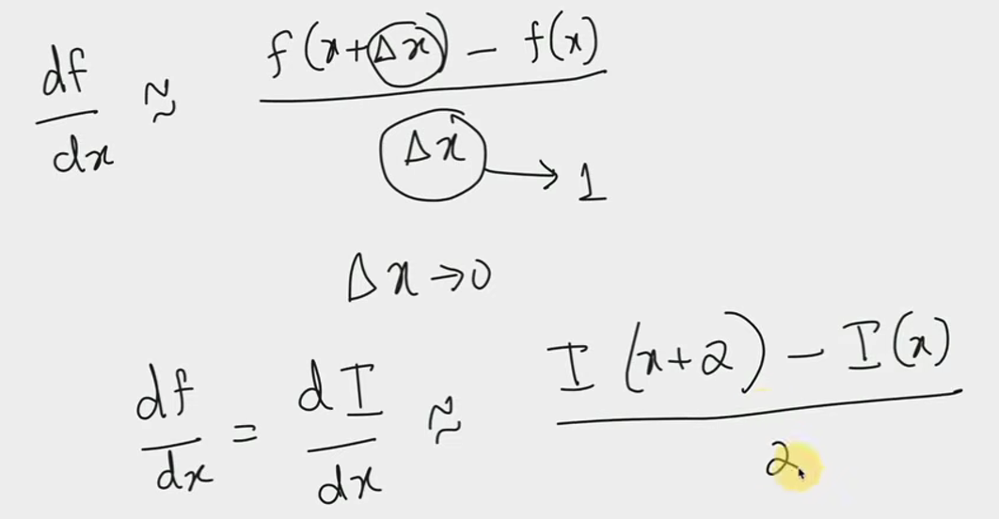 df/dx ≈ (f(x+Δx) − f(x))/Δx → 1
Δx→0
df/dx = dI/dx ≈ (I(x+2) − I(x))/2